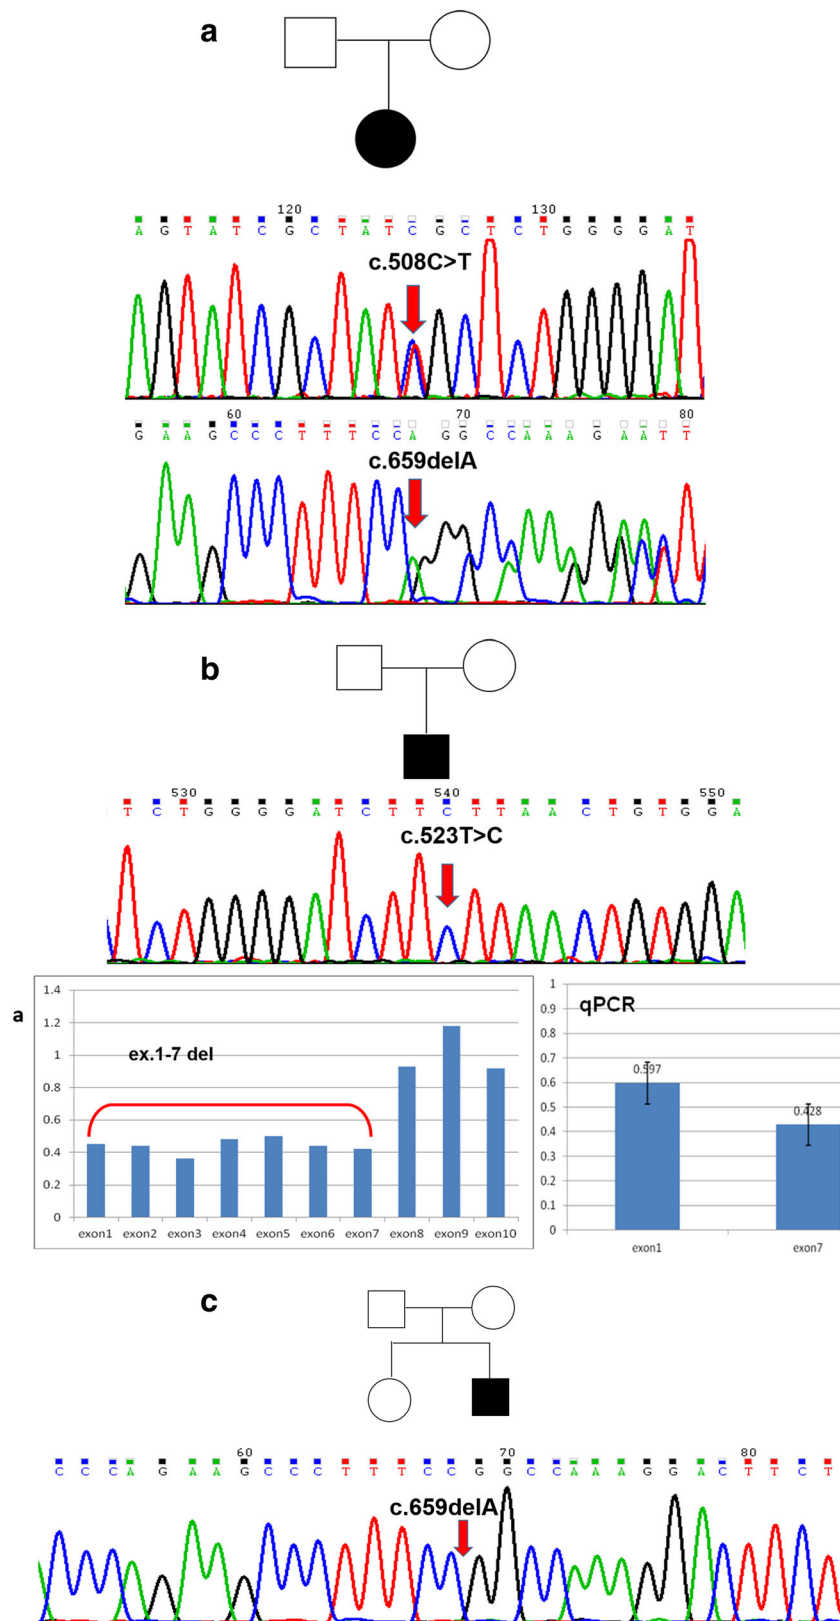 a
120 130
A G T A T C G C T A T C G C T C T G G G G A T
c.508C>T
60 70 80
G A A G C C C T T T C C A G G C C A A A G A A T T
c.659delA
b
530 540 550
T C T G G G G A T C T T C T T A A C T G T G G A
c.523T>C
a
1.4
1.2
1
0.8
0.6
0.4
0.2
0
ex.1-7 del
exon1 exon2 exon3 exon4 exon5 exon6 exon7 exon8 exon9 exon10
qPCR
1
0.9
0.8
0.7
0.6
0.5
0.4
0.3
0.2
0.1
0
0.597
0.428
exon1 exon7
c
60 70 80
C C C A G A A G C C C T T T C C G G C C A A A G G A C T T C T
c.659delA